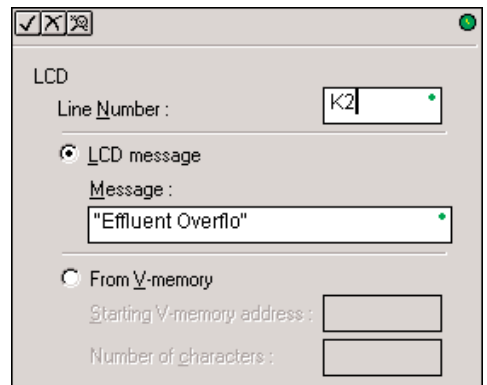 LCD
Line Number : K2
LCD message
Message :
"Effluent Overflo"
From V-memory
Starting V-memory address :
Number of characters :